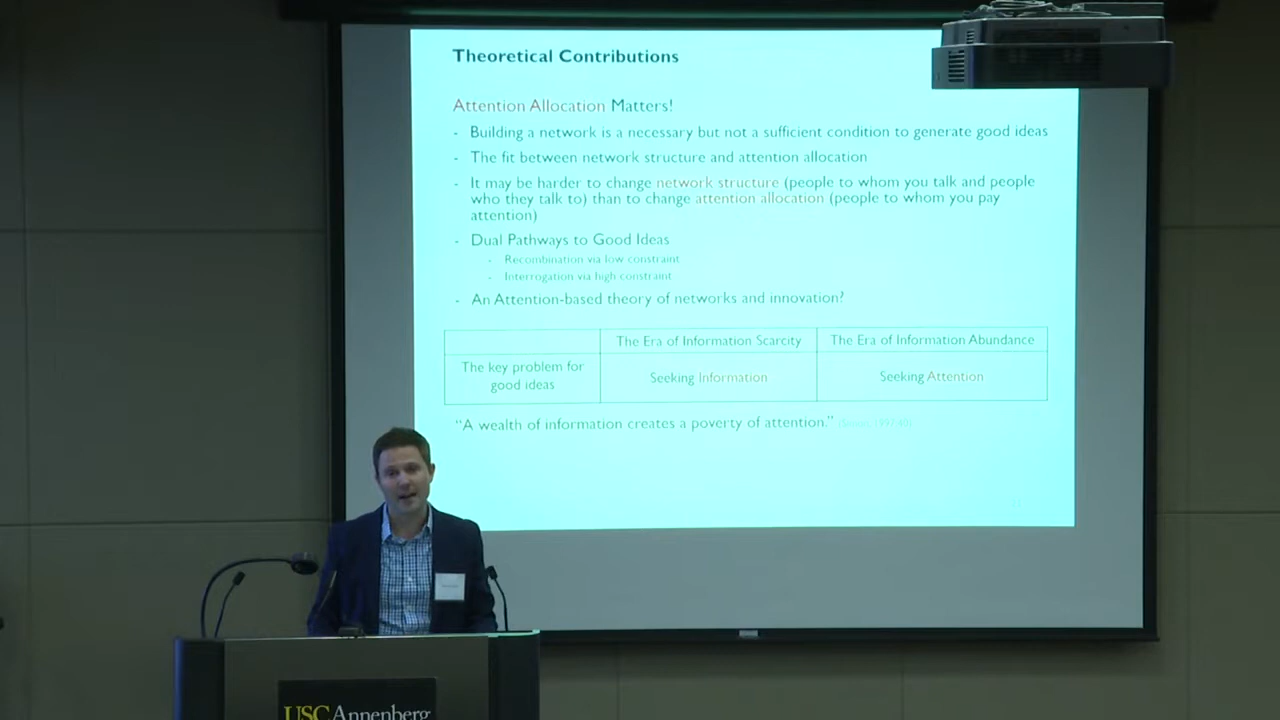 Theoretical Contributions
Attention Allocation Matters!
- Building a network is a necessary but not a sufficient condition to generate good ideas
- The fit between network structure and attention allocation
- It may be harder to change network structure (people to whom you talk and people
who they talk to) than to change attention allocation (people to whom you pay
attention)
- Dual Pathways to Good Ideas
- Recombination via low constraint
- Interrogation via high constraint
- An Attention-based theory of networks and innovation?
The Era of Information Scarcity
The Era of Information Abundance
The key problem for
good ideas
Seeking Information
Seeking Attention
“A wealth of information creates a poverty of attention.”
USC Annenberg